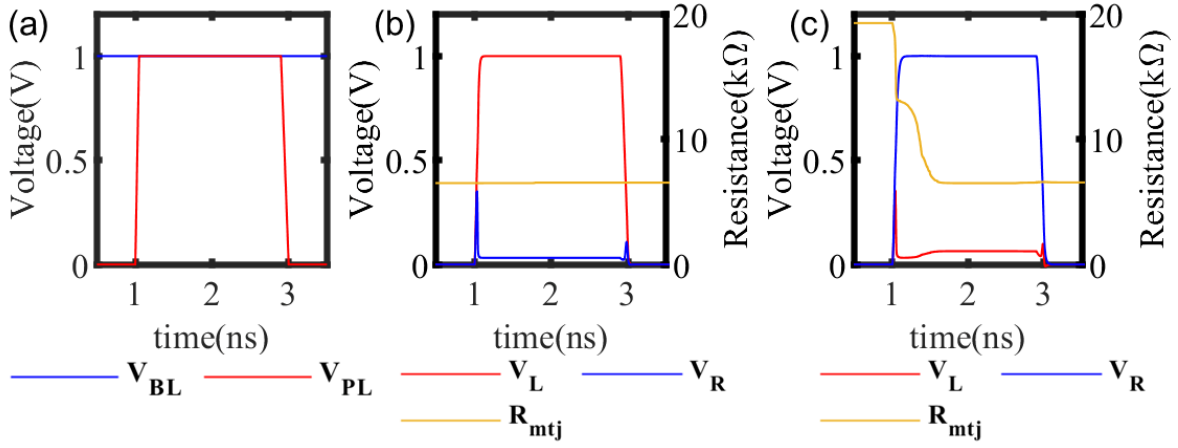 (a)
Voltage(V)
1
0.5
0
1 2 3
time(ns)
V_BL V_PL
(b)
Voltage(V)
1
0.5
0
20
10
0
Resistance(kΩ)
1 2 3
time(ns)
V_L V_R
R_mtj
(c)
Voltage(V)
1
0.5
0
20
10
0
Resistance(kΩ)
1 2 3
time(ns)
V_L V_R
R_mtj